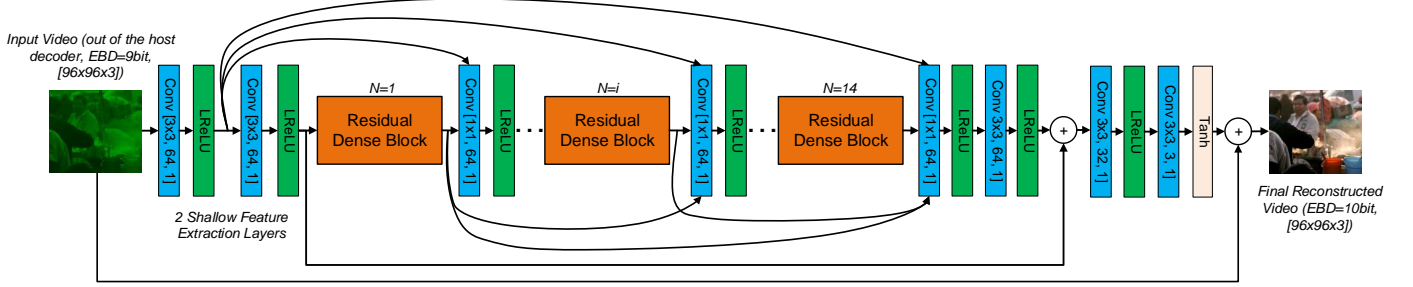 Input Video (out of the host
decoder, EBD=9bit,
[96x96x3])
Conv [3x3, 64, 1]
LReLU
Conv [3x3, 64, 1]
LReLU
2 Shallow Feature
Extraction Layers
N=1
Residual
Dense Block
Conv [1x1, 64, 1]
LReLU
N=i
Residual
Dense Block
Conv [1x1, 64, 1]
LReLU
N=14
Residual
Dense Block
Conv [1x1, 64, 1]
LReLU
Conv 3x3, 64, 1]
LReLU
+
Conv 3x3, 32, 1]
LReLU
Conv 3x3, 3, 1]
Tanh
+
Final Reconstructed
Video (EBD=10bit,
[96x96x3])